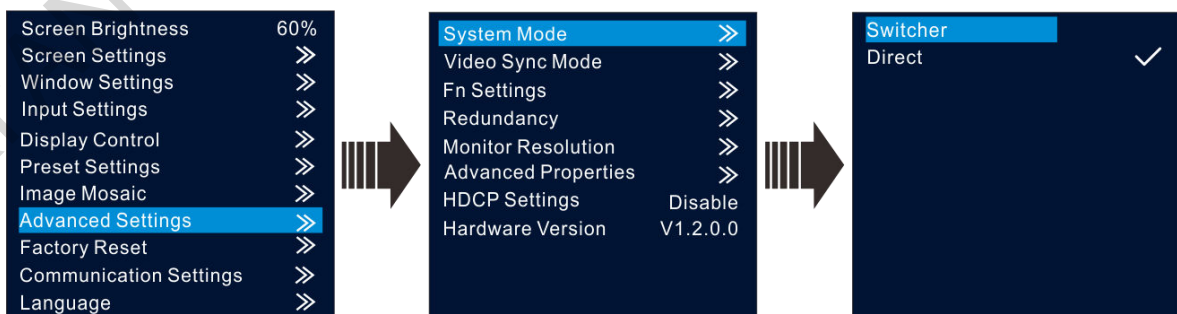 Screen Brightness 60%
Screen Settings
Window Settings
Input Settings
Display Control
Preset Settings
Image Mosaic
Advanced Settings
Factory Reset
Communication Settings
Language
System Mode
Video Sync Mode
Fn Settings
Redundancy
Monitor Resolution
Advanced Properties
HDCP Settings Disable
Hardware Version V1.2.0.0
Switcher
Direct